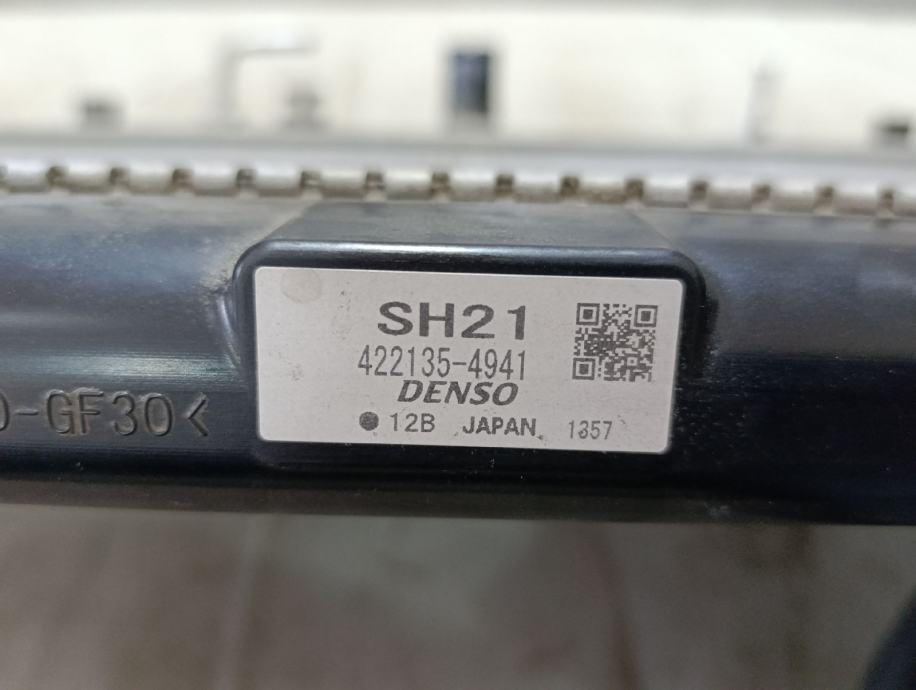 SH21
422135-4941
DENSO
● 12B JAPAN 1357
-GF30<